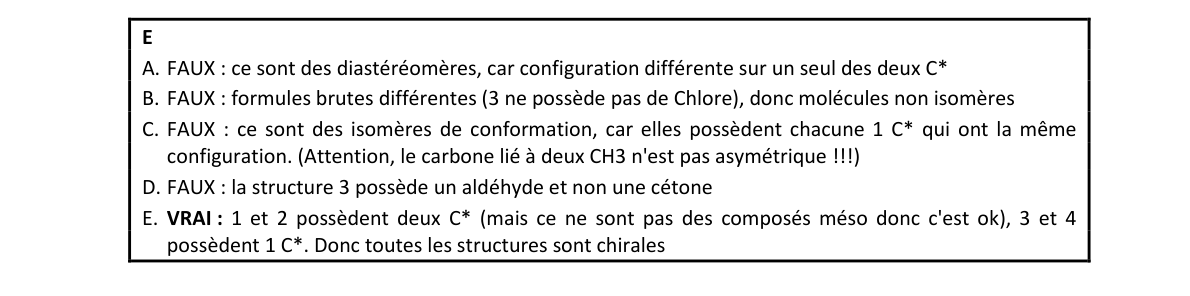 E
A. FAUX : ce sont des diastéréomères, car configuration différente sur un seul des deux C*
B. FAUX : formules brutes différentes (3 ne possède pas de Chlore), donc molécules non isomères
C. FAUX : ce sont des isomères de conformation, car elles possèdent chacune 1 C* qui ont la même
configuration. (Attention, le carbone lié à deux CH3 n'est pas asymétrique !!!)
D. FAUX : la structure 3 possède un aldéhyde et non une cétone
E. VRAI : 1 et 2 possèdent deux C* (mais ce ne sont pas des composés méso donc c'est ok), 3 et 4
possèdent 1 C*. Donc toutes les structures sont chirales